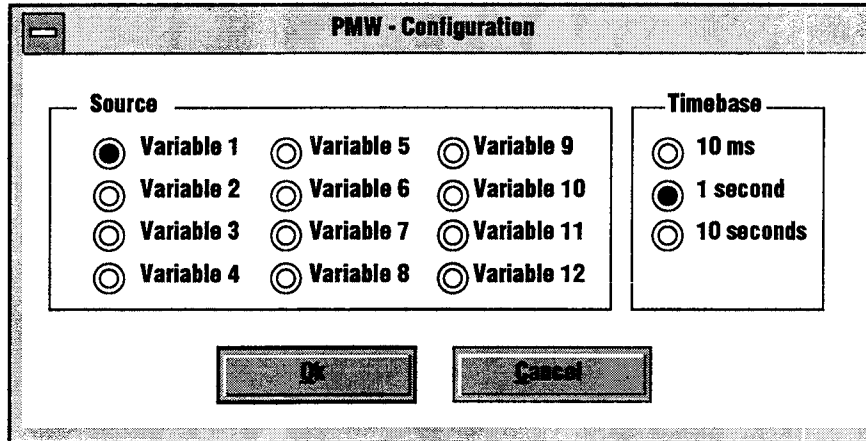 PMW - Configuration
Source
Variable 1 Variable 5 Variable 9
Variable 2 Variable 6 Variable 10
Variable 3 Variable 7 Variable 11
Variable 4 Variable 8 Variable 12
Timebase
10 ms
1 second
10 seconds
Ok Cancel